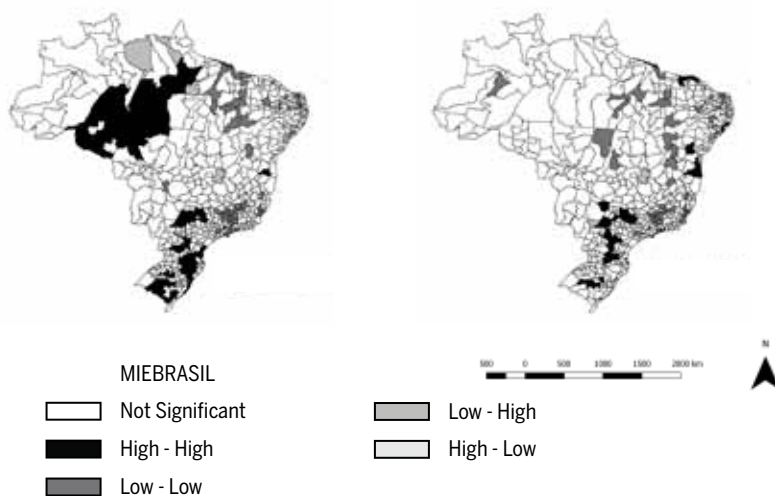 N
500 0 500 1000 1500 2000 km
MIEBRASIL
Not Significant
High - High
Low - Low
Low - High
High - Low